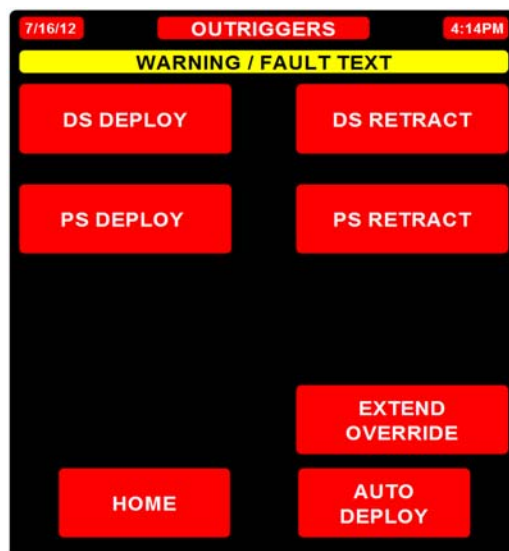 7/16/12 OUTRIGGERS 4:14PM
WARNING / FAULT TEXT
DS DEPLOY DS RETRACT
PS DEPLOY PS RETRACT
EXTEND
OVERRIDE
HOME AUTO
DEPLOY